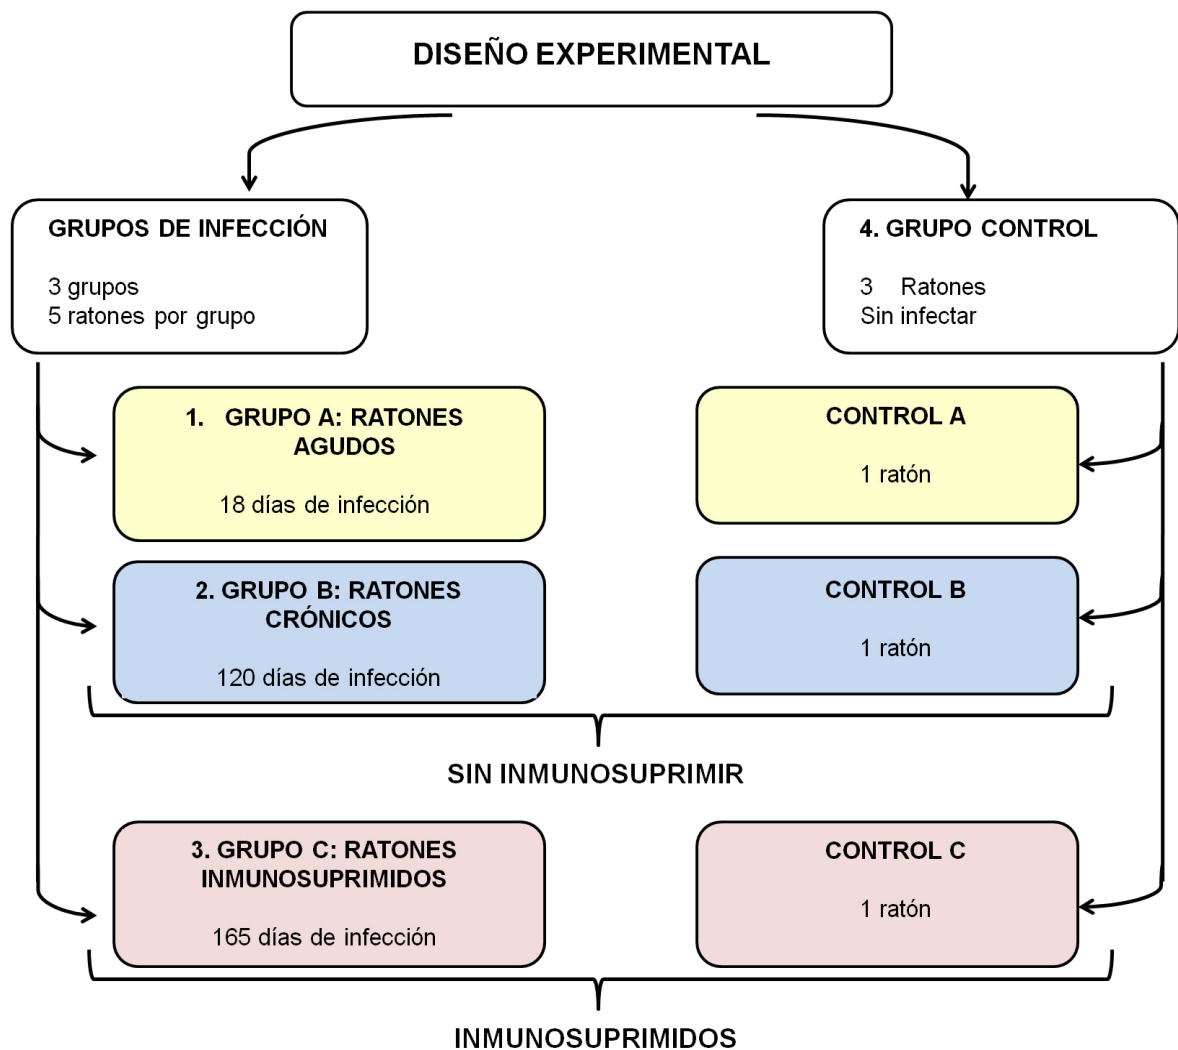 DISEÑO EXPERIMENTAL
GRUPOS DE INFECCIÓN
3 grupos
5 ratones por grupo
4. GRUPO CONTROL
3 Ratones
Sin infectar
1. GRUPO A: RATONES
AGUDOS
18 días de infección
CONTROL A
1 ratón
2. GRUPO B: RATONES
CRÓNICOS
120 días de infección
CONTROL B
1 ratón
SIN INMUNOSUPRIMIR
3. GRUPO C: RATONES
INMUNOSUPRIMIDOS
165 días de infección
CONTROL C
1 ratón
INMUNOSUPRIMIDOS